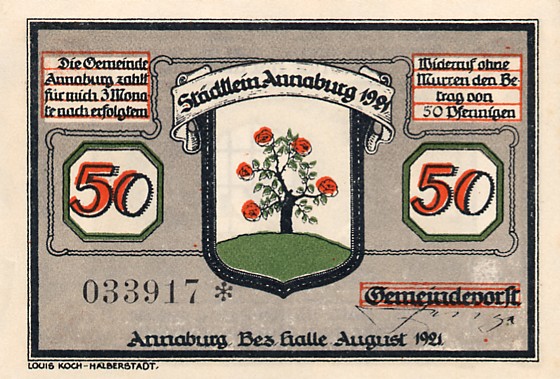 Die Gemeinde
Annaburg zahlt
für mich 3 Mona
te nach erfolgtem
Widerruf ohne
Murren den Be-
trag von
50 Pfennigen
Städtlein Annaburg 1921
50
50
033917 *
Gemeindevorst.
Annaburg Bez. Halle August 1921
LOUIS KOCH-HALBERSTADT.